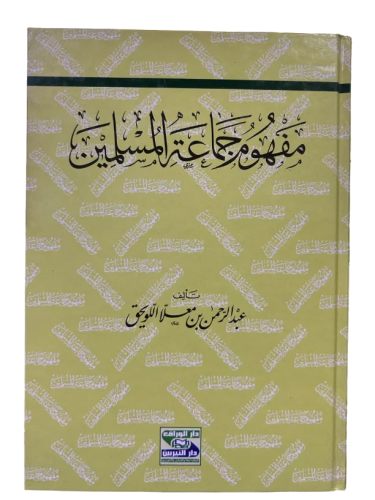 مفهوم جماعة المسلمين
تأليف
عبد الرحمن بن معلا اللويحق
دار الوراق
دار النيربين